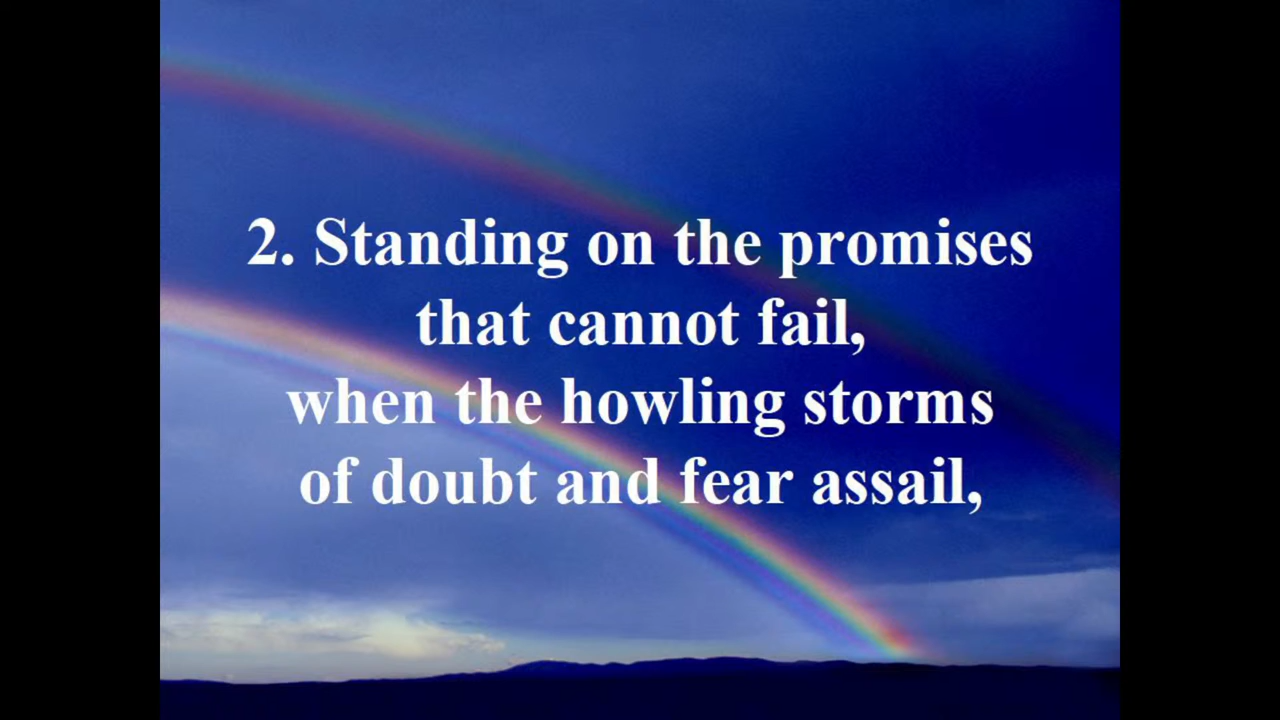 2. Standing on the promises
that cannot fail,
when the howling storms
of doubt and fear assail,